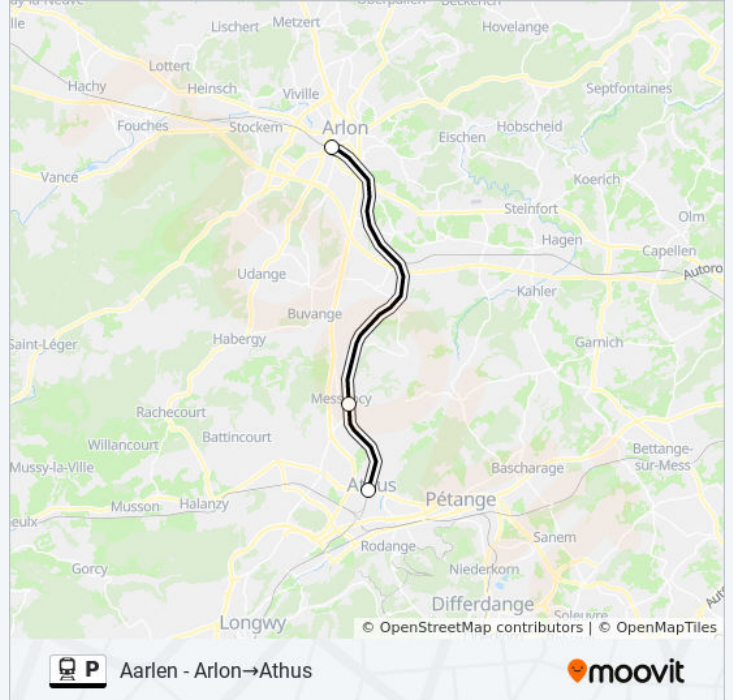 Lischert
Metzert
Hovelange
Lottert
Hachy
Heinsch
Viville
Septfontaines
Fouches
Stockem
Arlon
Eischen
Hobscheid
Vance
Koerich
Steinfort
Olm
Hagen
Capellen
Udange
Autoro
Kahler
Buvange
Saint-Léger
Habergy
Garnich
Rachecourt
Willancourt
Battincourt
Bettange-
sur-Mess
Mussy-la-Ville
Bascharage
Pétange
Musson
Halanzy
Sanem
Rodange
Gorcy
Niederkorn
Differdange
Longwy
© OpenStreetMap contributors | © OpenMapTiles
P Aarlen - Arlon→Athus
moovit